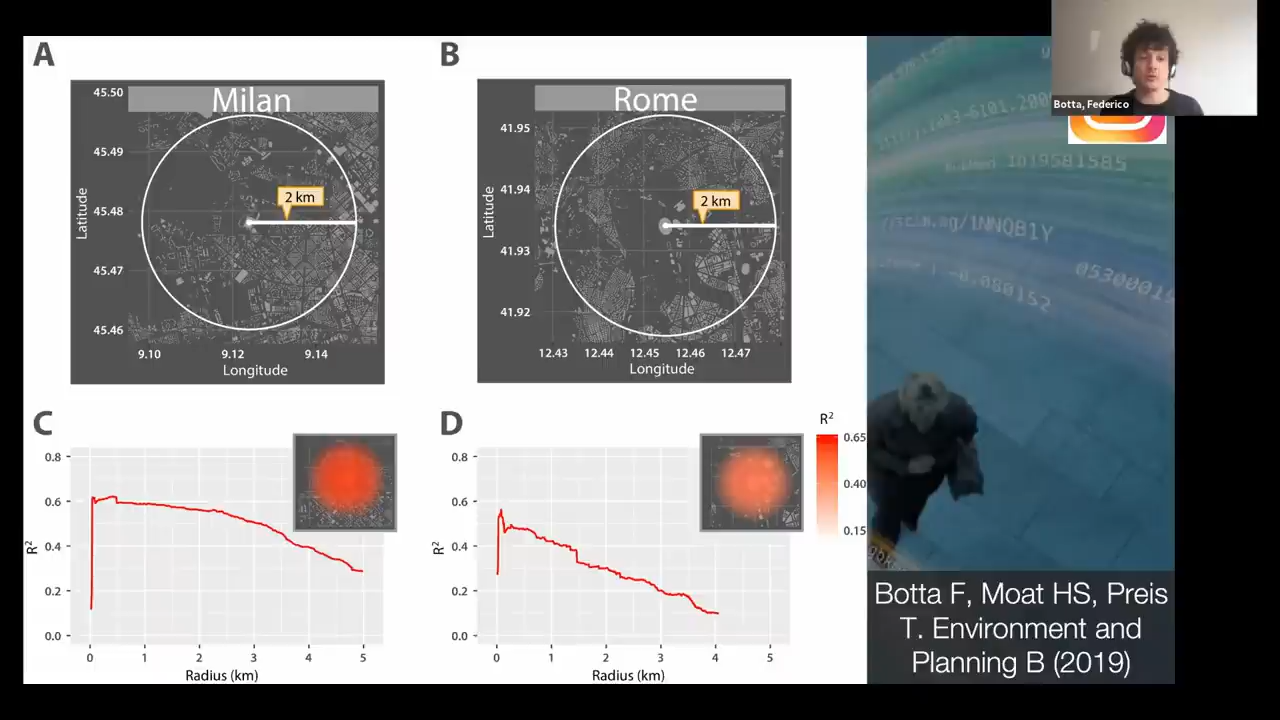 A
B
Milan
45.50
45.49
45.48
45.47
45.46
Latitude
2 km
9.10 9.12 9.14
Longitude
Rome
41.95
41.94
41.93
41.92
Latitude
2 km
12.43 12.44 12.45 12.46 12.47
Longitude
C
0.8
0.6
0.4
0.2
0.0
R²
0 1 2 3 4 5
Radius (km)
D
0.8
0.6
0.4
0.2
0.0
R²
0 1 2 3 4 5
Radius (km)
R²
0.65
0.40
0.15
Botta, Federico
1019581585
053000
Botta F, Moat HS, Preis
T. Environment and
Planning B (2019)